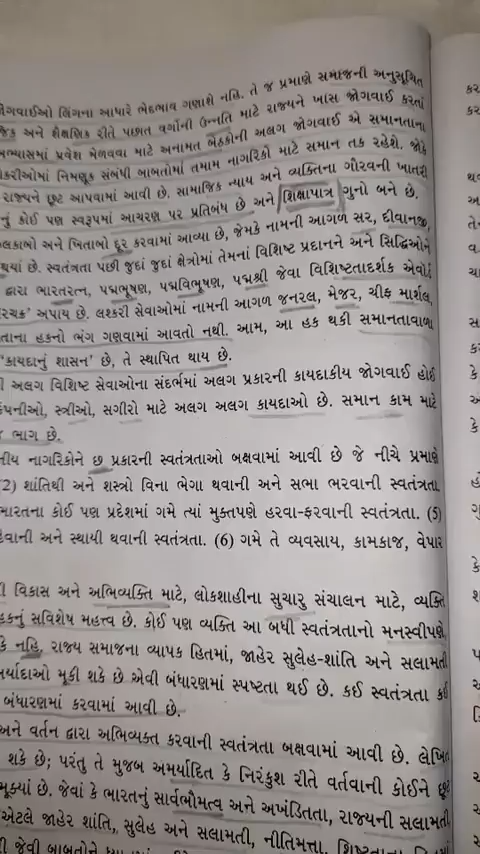 જોગવાઈઓ લિંગના આધારે ભેદભાવ ગણાશે નહિ. તે જ પ્રમાણે સમાજની અનુસૂચિત
જિક અને શૈક્ષણિક રીતે પછાત વર્ગોની ઉન્નતિ માટે રાજ્યને ખાસ જોગવાઈ કરતાં
અભ્યાસમાં પ્રવેશ મેળવવા માટે અનામત બેઠકોની અલગ જોગવાઈ એ સમાનતાના
કરીઓમાં નિમણૂક સંબંધી બાબતોમાં તમામ નાગરિકો માટે સમાન તક રહેશે. જોકે
રાજ્યને છૂટ આપવામાં આવી છે. સામાજિક ન્યાય અને વ્યક્તિના ગૌરવની ખાતરી
નું કોઈ પણ સ્વરૂપમાં આચરણ પર પ્રતિબંધ છે અને શિક્ષાપાત્ર ગુનો બને છે.
લકાબો અને ખિતાબો દૂર કરવામાં આવ્યા છે, જેમકે નામની આગળ સર, દીવાનજી,
થયાં છે. સ્વતંત્રતા પછી જુદાં જુદાં ક્ષેત્રોમાં તેમનાં વિશિષ્ટ પ્રદાનને અને સિદ્ધિઓને
દ્વારા ભારતરત્ન, પદ્મભૂષણ, પદ્મવિભૂષણ, પદ્મશ્રી જેવા વિશિષ્ટતાદર્શક એવોર્ડ
રચક્ર' અપાય છે. લશ્કરી સેવાઓમાં નામની આગળ જનરલ, મેજર, ચીફ માર્શલ,
તાના હકનો ભંગ ગણવામાં આવતો નથી. આમ, આ હક થકી સમાનતાવાળા
'કાયદાનું શાસન' છે, તે સ્થાપિત થાય છે.
ી અલગ વિશિષ્ટ સેવાઓના સંદર્ભમાં અલગ પ્રકારની કાયદાકીય જોગવાઈ હોઈ
કંપનીઓ, સ્ત્રીઓ, સગીરો માટે અલગ અલગ કાયદાઓ છે. સમાન કામ માટે
જ ભાગ છે.
તીય નાગરિકોને છ પ્રકારની સ્વતંત્રતાઓ બક્ષવામાં આવી છે જે નીચે પ્રમાણે
(2) શાંતિથી અને શસ્ત્રો વિના ભેગા થવાની અને સભા ભરવાની સ્વતંત્રતા.
ભારતના કોઈ પણ પ્રદેશમાં ગમે ત્યાં મુક્તપણે હરવા-ફરવાની સ્વતંત્રતા. (5)
હેવાની અને સ્થાયી થવાની સ્વતંત્રતા. (6) ગમે તે વ્યવસાય, કામકાજ, વેપાર
ી વિકાસ અને અભિવ્યક્તિ માટે, લોકશાહીના સુચારુ સંચાલન માટે, વ્યક્તિ
હકનું સવિશેષ મહત્ત્વ છે. કોઈ પણ વ્યક્તિ આ બધી સ્વતંત્રતાનો મનસ્વીપણે,
કે નહિ, રાજ્ય સમાજના વ્યાપક હિતમાં, જાહેર સુલેહ-શાંતિ અને સલામતી
મર્યાદાઓ મૂકી શકે છે એવી બંધારણમાં સ્પષ્ટતા થઈ છે. કઈ સ્વતંત્રતા કઈ
બંધારણમાં કરવામાં આવી છે.
અને વર્તન દ્વારા અભિવ્યક્ત કરવાની સ્વતંત્રતા બક્ષવામાં આવી છે. લેખિત
શકે છે; પરંતુ તે મુજબ અમર્યાદિત કે નિરંકુશ રીતે વર્તવાની કોઈને છૂટ
મૂક્યાં છે. જેવાં કે ભારતનું સાર્વભૌમત્વ અને અખંડિતતા, રાજ્યની સલામતી,
એટલે જાહેર શાંતિ, સુલેહ અને સલામતી, નીતિમત્તા, શિષ્ટતાના
ી જેવી બાબતોને